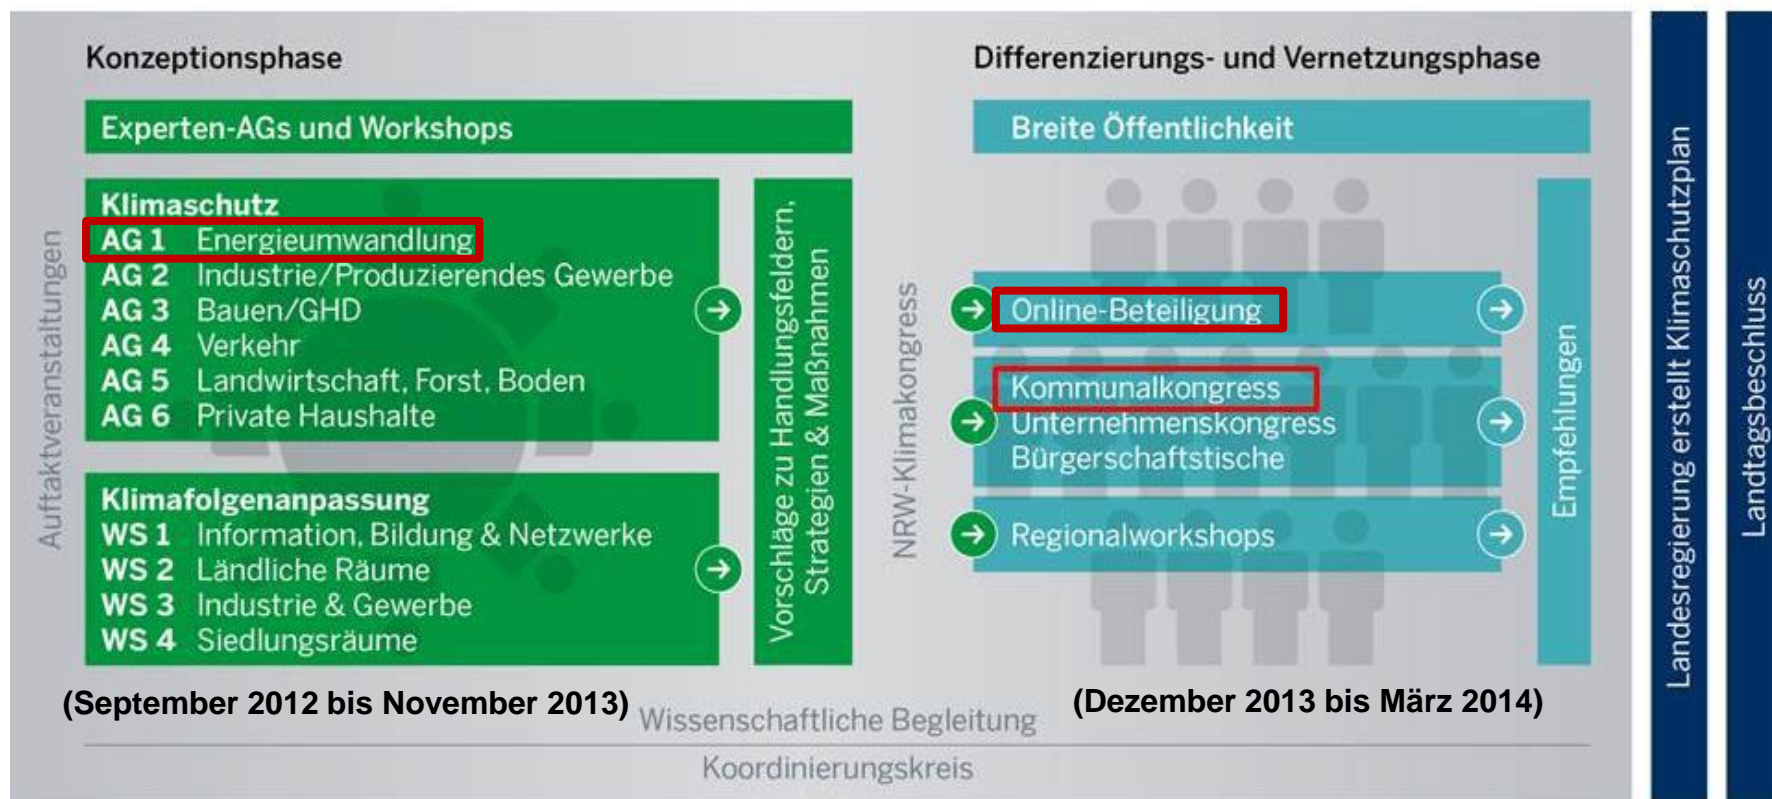 Konzeptionsphase
Experten-AGs und Workshops
Auftaktveranstaltungen
Klimaschutz
AG 1 Energieumwandlung
AG 2 Industrie/Produzierendes Gewerbe
AG 3 Bauen/GHD
AG 4 Verkehr
AG 5 Landwirtschaft, Forst, Boden
AG 6 Private Haushalte
Klimafolgenanpassung
WS 1 Information, Bildung & Netzwerke
WS 2 Ländliche Räume
WS 3 Industrie & Gewerbe
WS 4 Siedlungsräume
Vorschläge zu Handlungsfeldern,
Strategien & Maßnahmen
(September 2012 bis November 2013)
NRW-Klimakongress
Differenzierungs- und Vernetzungsphase
Breite Öffentlichkeit
Online-Beteiligung
Kommunalkongress
Unternehmenskongress
Bürgerschaftstische
Regionalworkshops
Empfehlungen
(Dezember 2013 bis März 2014)
Wissenschaftliche Begleitung
Koordinierungskreis
Landesregierung erstellt Klimaschutzplan
Landtagsbeschluss